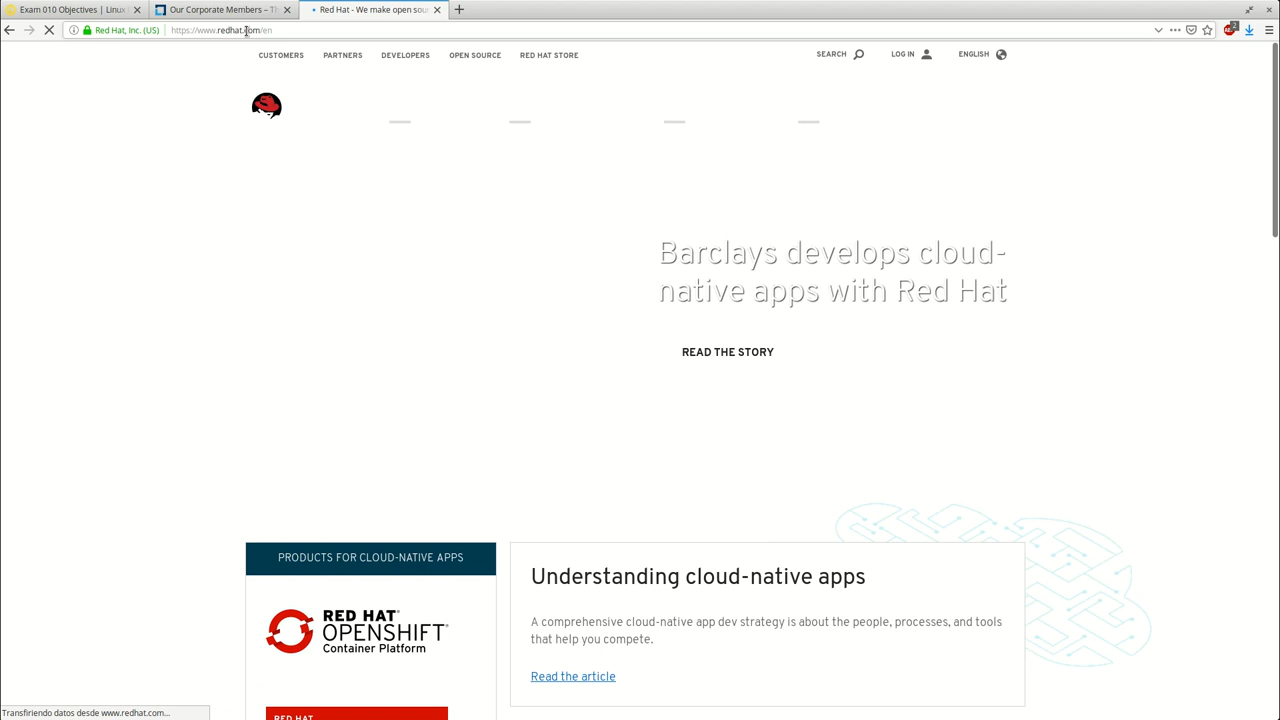 Exam 010 Objectives | Linux
Our Corporate Members – Th
Red Hat - We make open sou
Red Hat, Inc. (US)
https://www.redhat.com/en
2
CUSTOMERS
PARTNERS
DEVELOPERS
OPEN SOURCE
RED HAT STORE
SEARCH
LOG IN
ENGLISH
Barclays develops cloud-
native apps with Red Hat
READ THE STORY
PRODUCTS FOR CLOUD-NATIVE APPS
RED HAT®
OPENSHIFT
Container Platform
RED HAT
Understanding cloud-native apps
A comprehensive cloud-native app dev strategy is about the people, processes, and tools
that help you compete.
Read the article
Transfiriendo datos desde www.redhat.com...